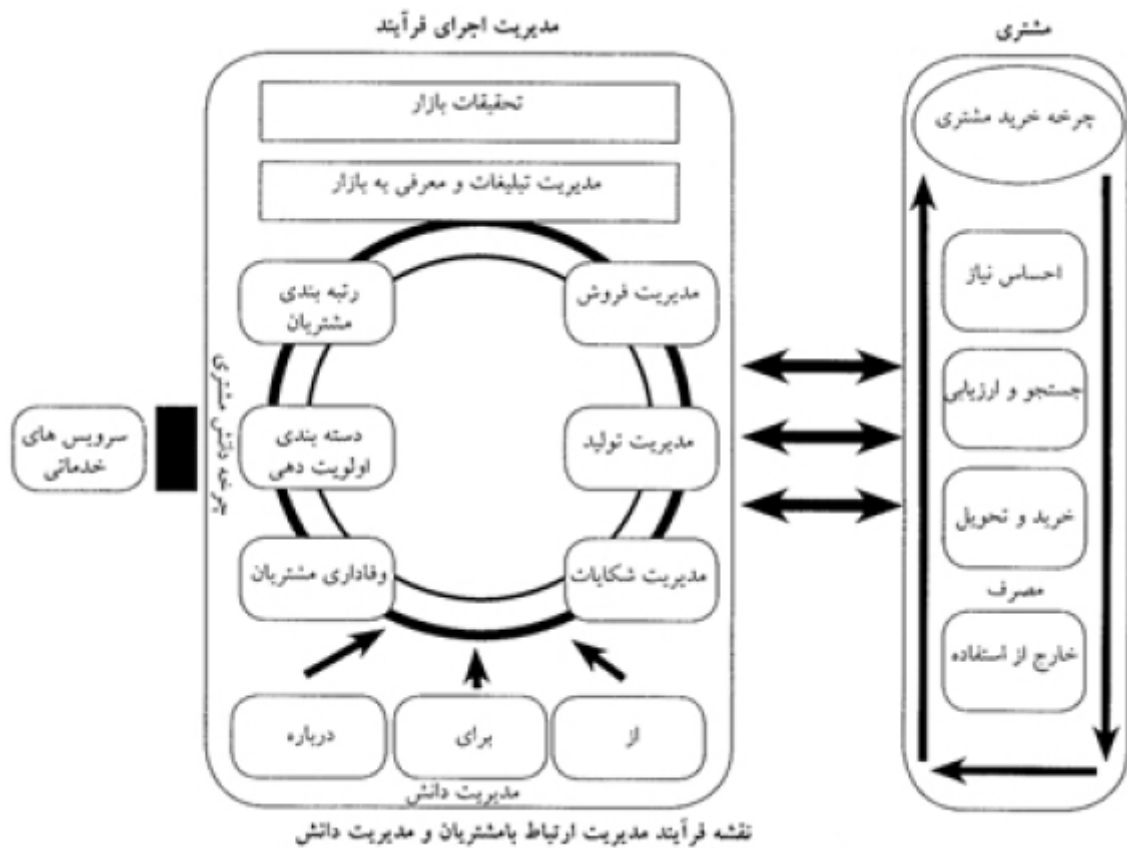 مدیریت اجرای فرآیند
مشتری
تحقیقات بازار
چرخه خرید مشتری
مدیریت تبلیغات و معرفی به بازار
رتبه بندی
مشتریان
مدیریت فروش
احساس نیاز
جستجو و ارزیابی
چرخه دانش مشتری
سرویس های
خدماتی
دسته بندی
اولویت دهی
مدیریت تولید
خرید و تحویل
وفاداری مشتریان
مدیریت شکایات
مصرف
خارج از استفاده
از
برای
درباره
مدیریت دانش
نقشه فرآیند مدیریت ارتباط بامشتریان و مدیریت دانش